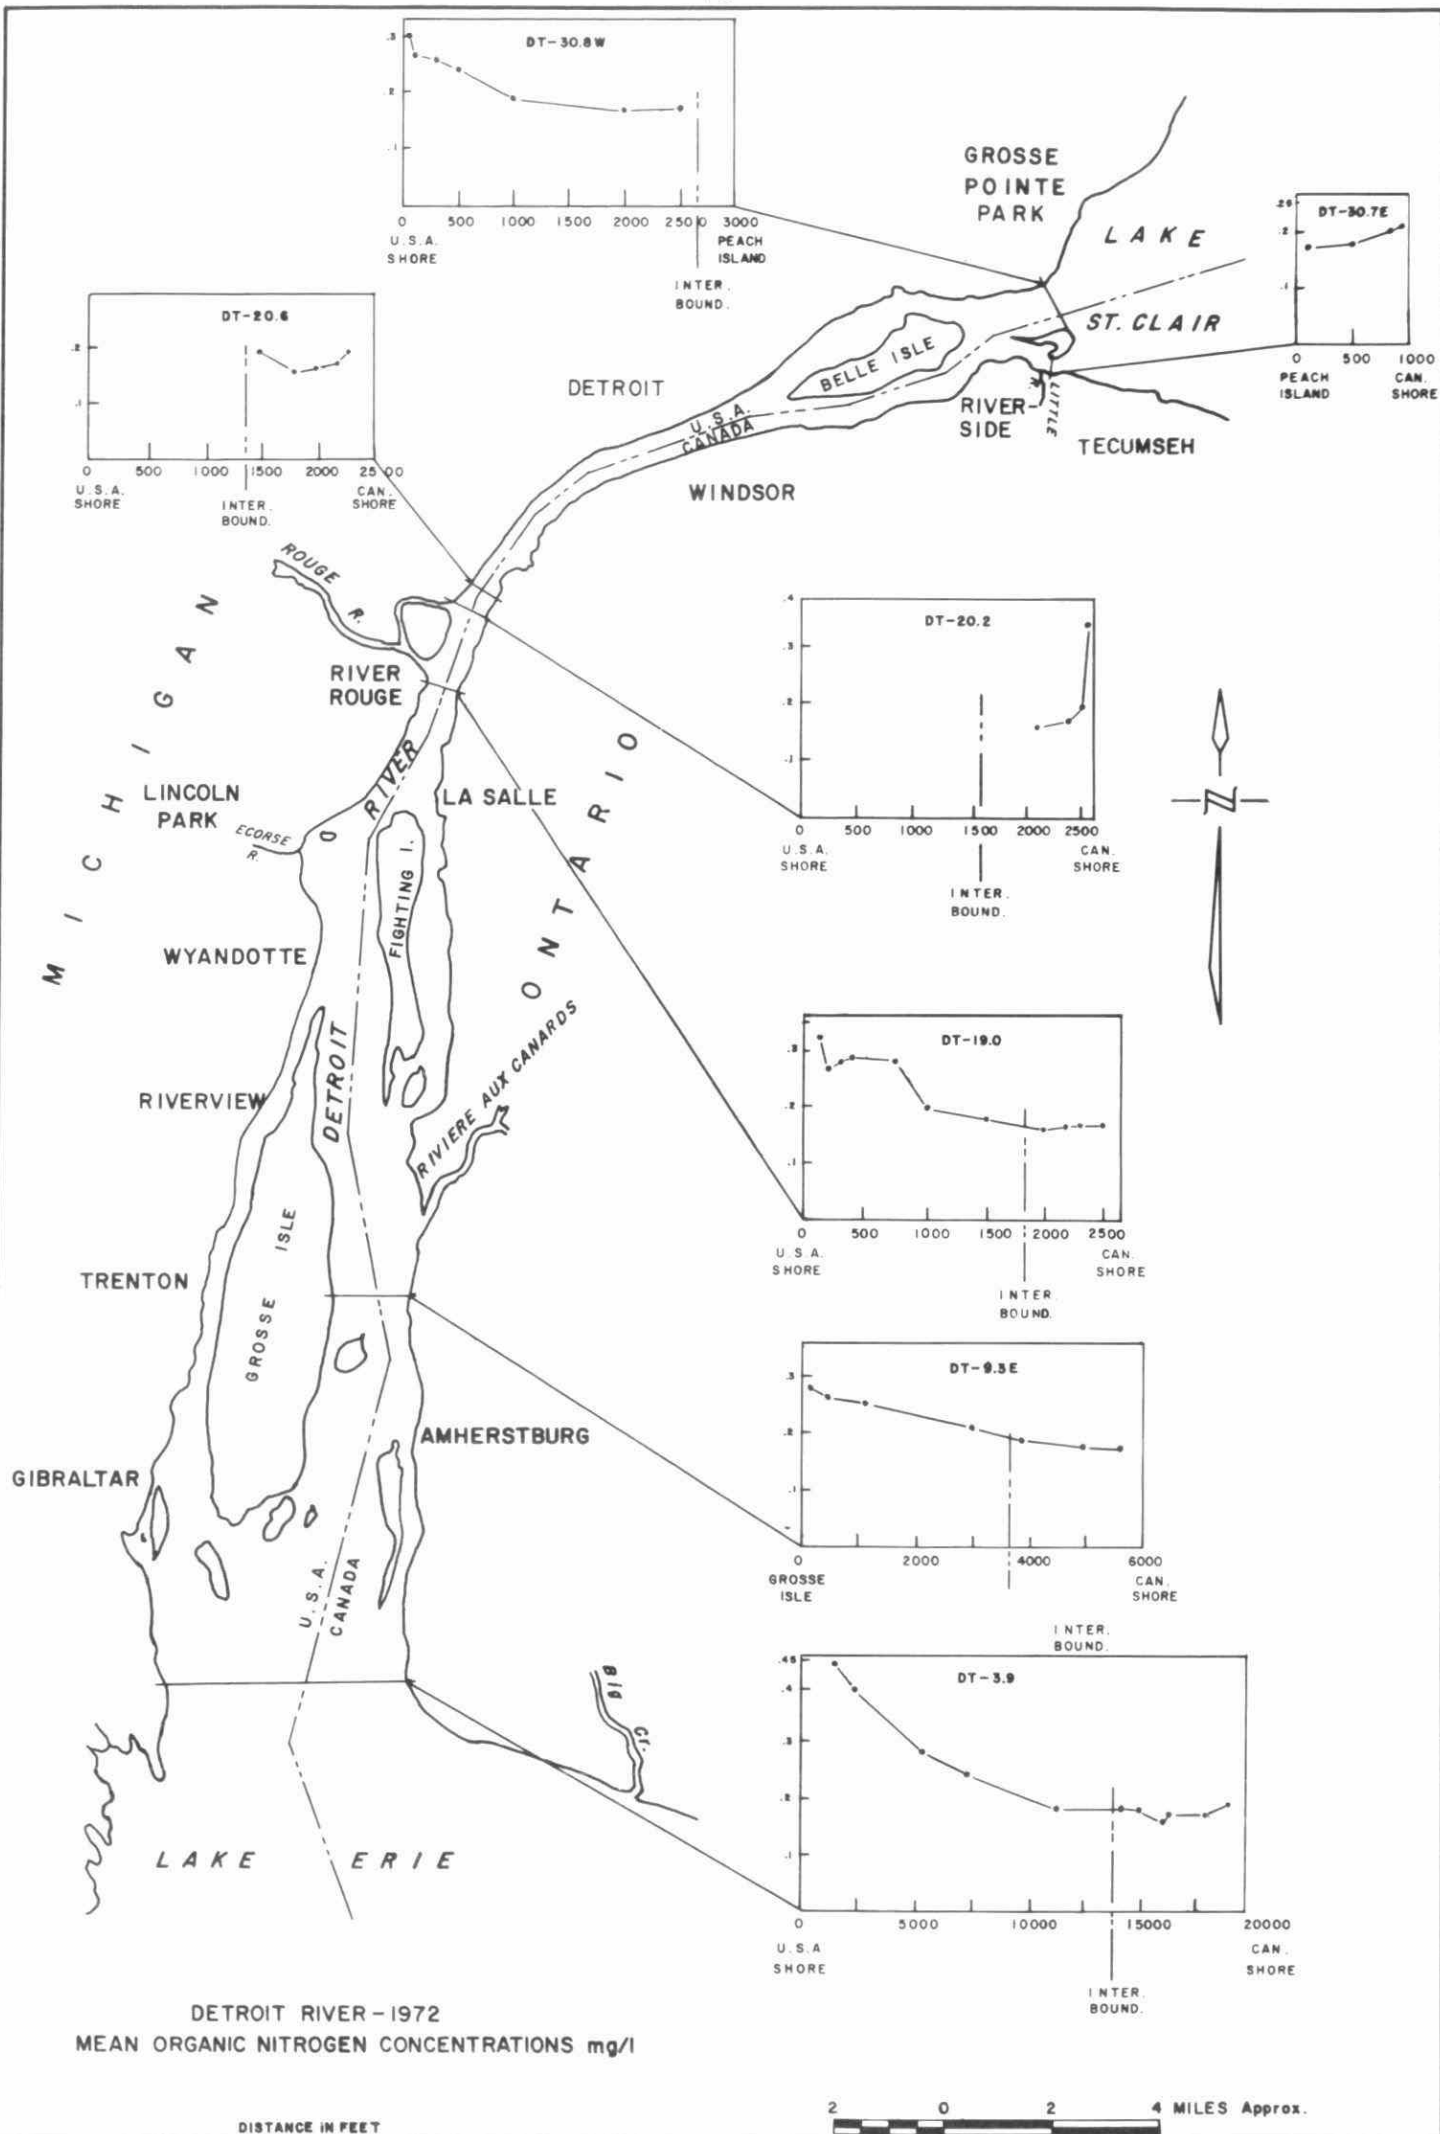 DT-30.8W
.3
.2
.1
0 500 1000 1500 2000 2500 3000
U.S.A. SHORE
PEACH ISLAND
INTER. BOUND.
GROSSE
POINTE
PARK
LAKE
ST. CLAIR
DT-30.7E
.25
.2
.1
0 500 1000
PEACH ISLAND
CAN. SHORE
DT-20.6
.2
.1
0 500 1000 1500 2000 2500
U.S.A. SHORE
INTER. BOUND.
CAN. SHORE
DETROIT
BELLE ISLE
U.S.A.
CANADA
RIVER-
SIDE
LITTLE R.
TECUMSEH
WINDSOR
ROUGE R.
MICHIGAN
RIVER
ROUGE
DT-20.2
.4
.3
.2
.1
0 500 1000 1500 2000 2500
U.S.A. SHORE
CAN. SHORE
INTER. BOUND.
N
ONTARIO
LINCOLN
PARK
ECORSE R.
DETROIT RIVER
LA SALLE
FIGHTING I.
WYANDOTTE
RIVERVIEW
RIVIERE AUX CANARDS
DT-19.0
.3
.2
.1
0 500 1000 1500 2000 2500
U.S.A. SHORE
CAN. SHORE
INTER. BOUND.
TRENTON
GROSSE ISLE
DT-9.3E
.3
.2
.1
0 2000 4000 6000
GROSSE ISLE
CAN. SHORE
INTER. BOUND.
AMHERSTBURG
GIBRALTAR
U.S.A.
CANADA
BIG Cr.
DT-3.9
.45
.4
.3
.2
.1
0 5000 10000 15000 20000
U.S.A SHORE
CAN. SHORE
INTER. BOUND.
LAKE ERIE
DETROIT RIVER-1972
MEAN ORGANIC NITROGEN CONCENTRATIONS mg/l
DISTANCE IN FEET
2 0 2 4 MILES Approx.